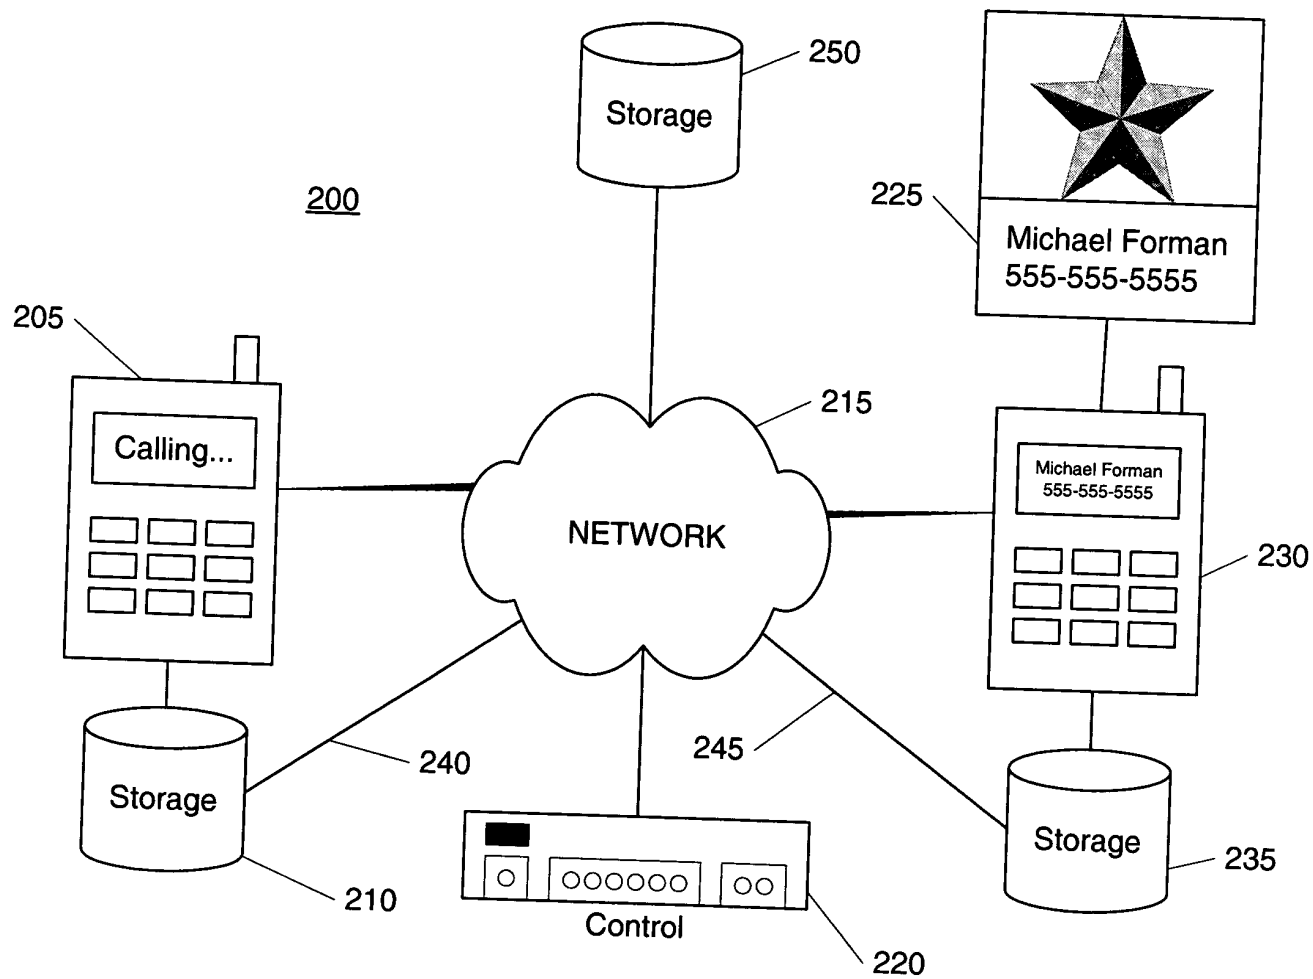 250
Storage
200
225
Michael Forman
555-555-5555
205
Calling...
215
Michael Forman
555-555-5555
NETWORK
230
240
245
Storage
210
Storage
235
Control
220